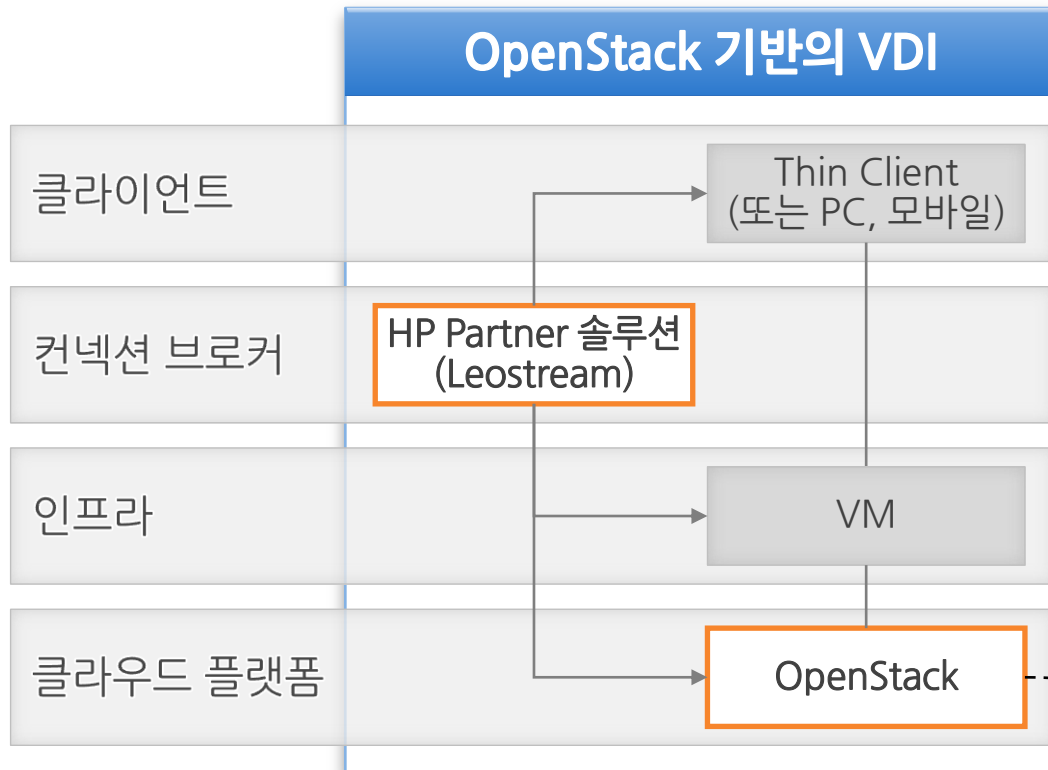 OpenStack 기반의 VDI
클라이언트
Thin Client
(또는 PC, 모바일)
컨넥션 브로커
HP Partner 솔루션
(Leostream)
인프라
VM
클라우드 플랫폼
OpenStack